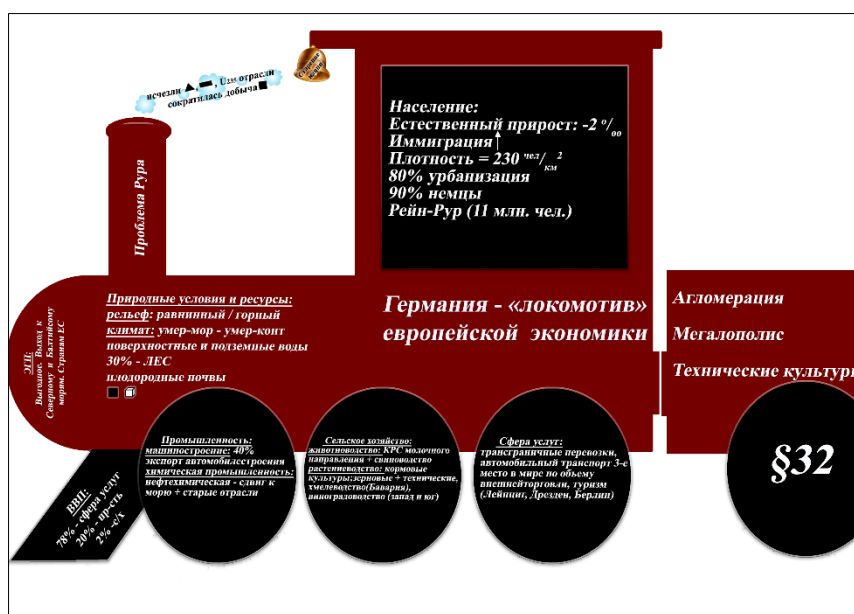 исчезли ▲, ▬, U235 отрасли
сократилась добыча ■
Проблема Рура
Население:
Естественный прирост: -2 º/оо
Иммиграция↑
Плотность = 230 чел/км2
80% урбанизация
90% немцы
Рейн-Рур (11 млн. чел.)
ЭГП:
Выгодное. Выход к
Северному и Балтийсому
морям. Странам ЕС
Природные условия и ресурсы:
рельеф: равнинный / горный
климат: умер-мор - умер-конт
поверхностные и подземные воды
30% - ЛЕС
плодородные почвы
Германия - «локомотив»
европейской экономики
Агломерация
Мегалополис
Технические культуры
ВВП:
78% - сфера услуг
20% - пр-сть
2% -с/х
Промышленность:
машиностроение: 40%
экспорт автомобилестроения
химическая промышленность:
нефтехимическая - сдвиг к
морю + старые отрасли
Сельское хозяйство:
животноводство: КРС молочного
направления + свиноводство
растениеводство: кормовые
культуры;зерновые + технические,
хмелеводство(Бавария),
виноградоводство (запад и юг)
Сфера услуг:
трансграничные перевозки,
автомобильный транспорт 3-е
место в мире по объему
внешнейторговли, туризм
(Лейпциг, Дрезден, Берлин)
§32